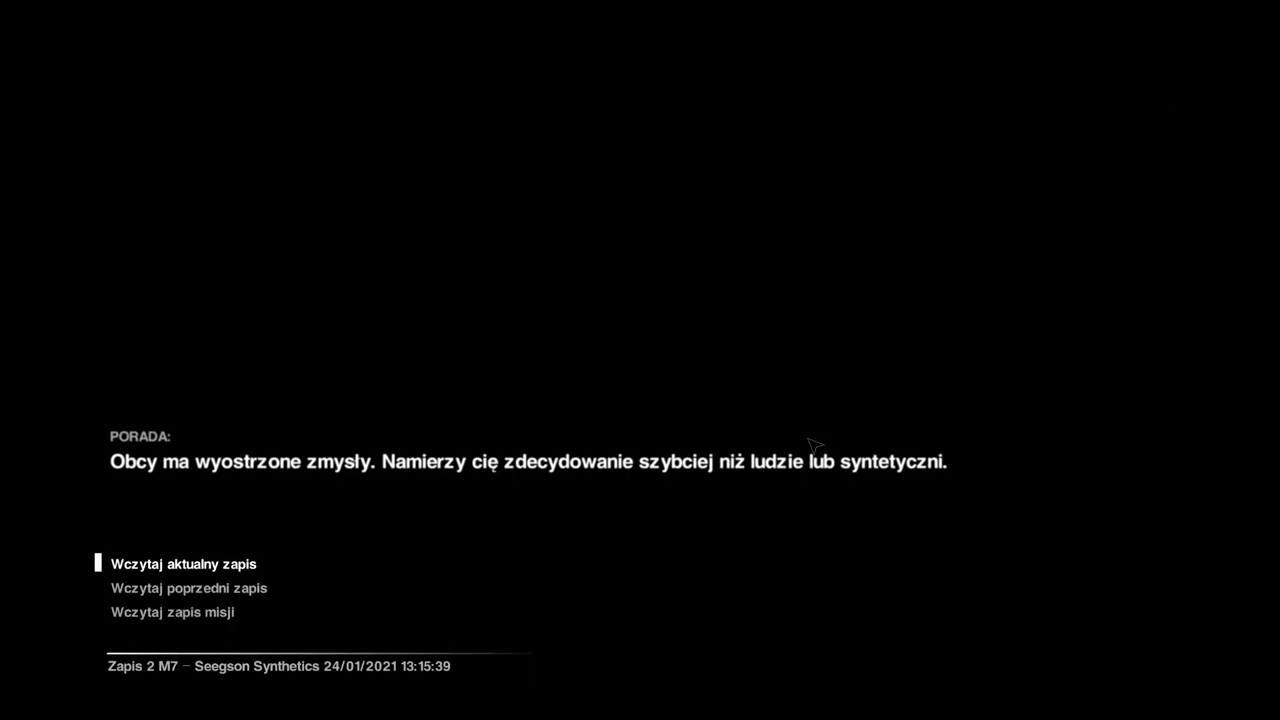 PORADA:
Obcy ma wyostrzone zmysły. Namierzy cię zdecydowanie szybciej niż ludzie lub syntetyczni.
Wczytaj aktualny zapis
Wczytaj poprzedni zapis
Wczytaj zapis misji
Zapis 2 M7 – Seegson Synthetics 24/01/2021 13:15:39